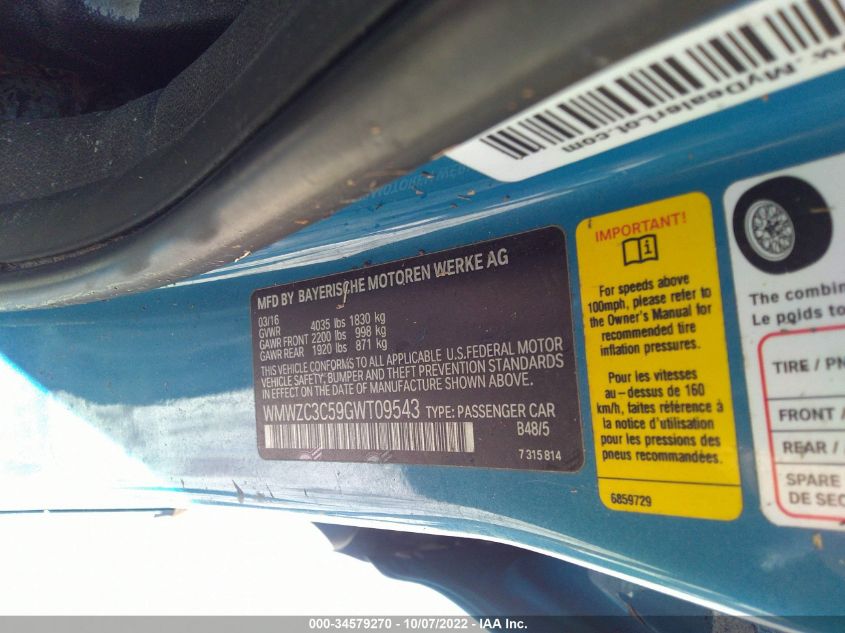 MyDealerLot.com
MFD BY BAYERISCHE MOTOREN WERKE AG
03/16
GVWR 4035 lbs 1830 kg
GAWR FRONT 2200 lbs 998 kg
GAWR REAR 1920 lbs 871 kg
THIS VEHICLE CONFORMS TO ALL APPLICABLE U.S.FEDERAL MOTOR
VEHICLE SAFETY, BUMPER AND THEFT PREVENTION STANDARDS
IN EFFECT ON THE DATE OF MANUFACTURE SHOWN ABOVE.
WMWZC3C59GWT09543 TYPE: PASSENGER CAR
B48/5
7 315 814
IMPORTANT!
For speeds above
100mph, please refer to
the Owner's Manual for
recommended tire
inflation pressures.
Pour les vitesses
au-dessus de 160
km/h, faites référence à
la notice d'utilisation
pour les pressions des
pneus recommandées.
6859729
The combin
Le poids to
TIRE / PN
FRONT /
REAR /
SPARE
DE SEC
000-34579270 - 10/07/2022 - IAA Inc.